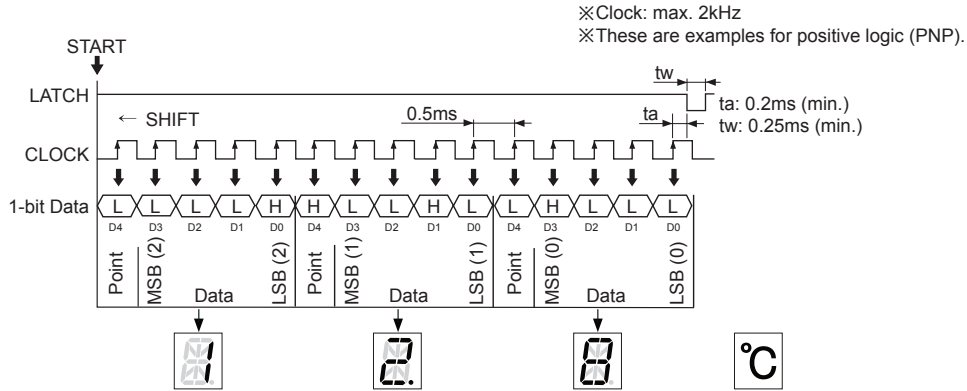 ※Clock: max. 2kHz
※These are examples for positive logic (PNP).
START
tw
LATCH
ta: 0.2ms (min.)
← SHIFT
0.5ms
ta
tw: 0.25ms (min.)
CLOCK
1-bit Data L L L L H H L L H L L H L L L
D4 D3 D2 D1 D0 D4 D3 D2 D1 D0 D4 D3 D2 D1 D0
Point MSB (2) Data LSB (2) Point MSB (1) Data LSB (1) Point MSB (0) Data LSB (0)
1 2. 8 °C